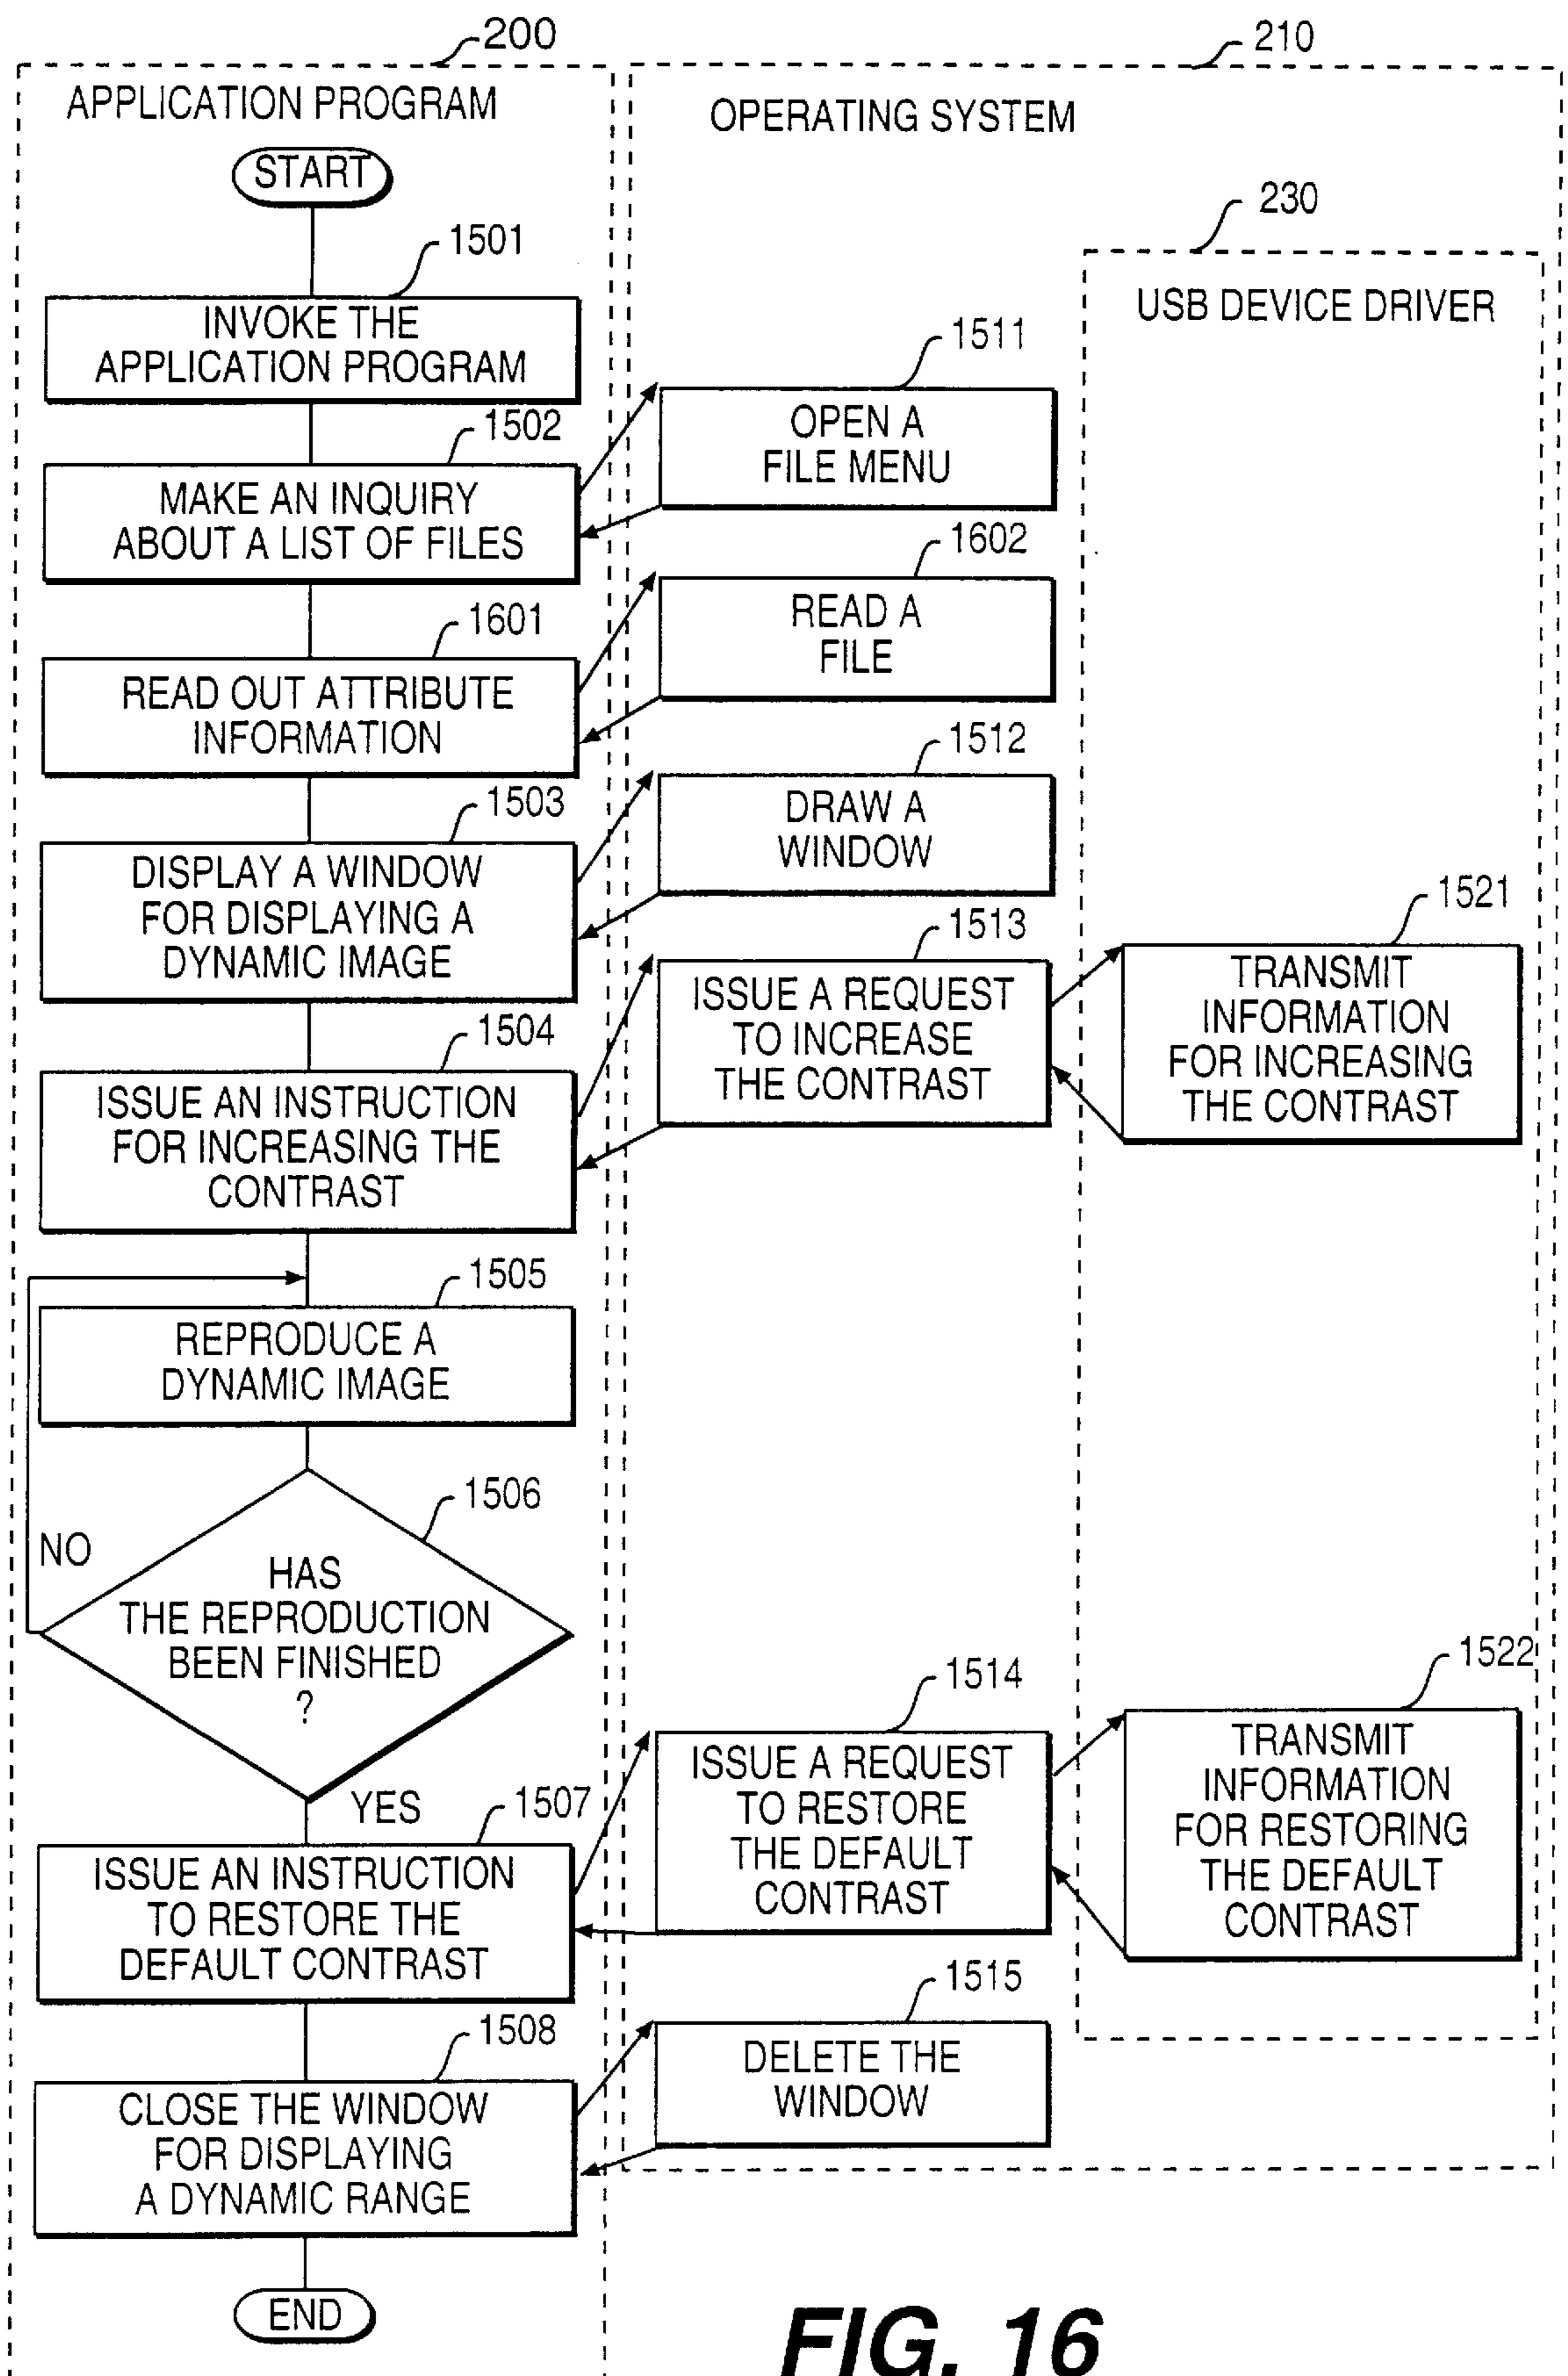 200
210
APPLICATION PROGRAM
OPERATING SYSTEM
START
230
1501
USB DEVICE DRIVER
INVOKE THE
APPLICATION PROGRAM
1511
OPEN A
FILE MENU
1502
MAKE AN INQUIRY
ABOUT A LIST OF FILES
1602
READ A
FILE
1601
READ OUT ATTRIBUTE
INFORMATION
1512
DRAW A
WINDOW
1503
DISPLAY A WINDOW
FOR DISPLAYING A
DYNAMIC IMAGE
1513
ISSUE A REQUEST
TO INCREASE
THE CONTRAST
1521
TRANSMIT
INFORMATION
FOR INCREASING
THE CONTRAST
1504
ISSUE AN INSTRUCTION
FOR INCREASING THE
CONTRAST
1505
REPRODUCE A
DYNAMIC IMAGE
1506
NO
HAS
THE REPRODUCTION
BEEN FINISHED
?
YES
1507
ISSUE AN INSTRUCTION
TO RESTORE THE
DEFAULT CONTRAST
1514
ISSUE A REQUEST
TO RESTORE
THE DEFAULT
CONTRAST
1522
TRANSMIT
INFORMATION
FOR RESTORING
THE DEFAULT
CONTRAST
1508
CLOSE THE WINDOW
FOR DISPLAYING
A DYNAMIC RANGE
1515
DELETE THE
WINDOW
END
FIG. 16